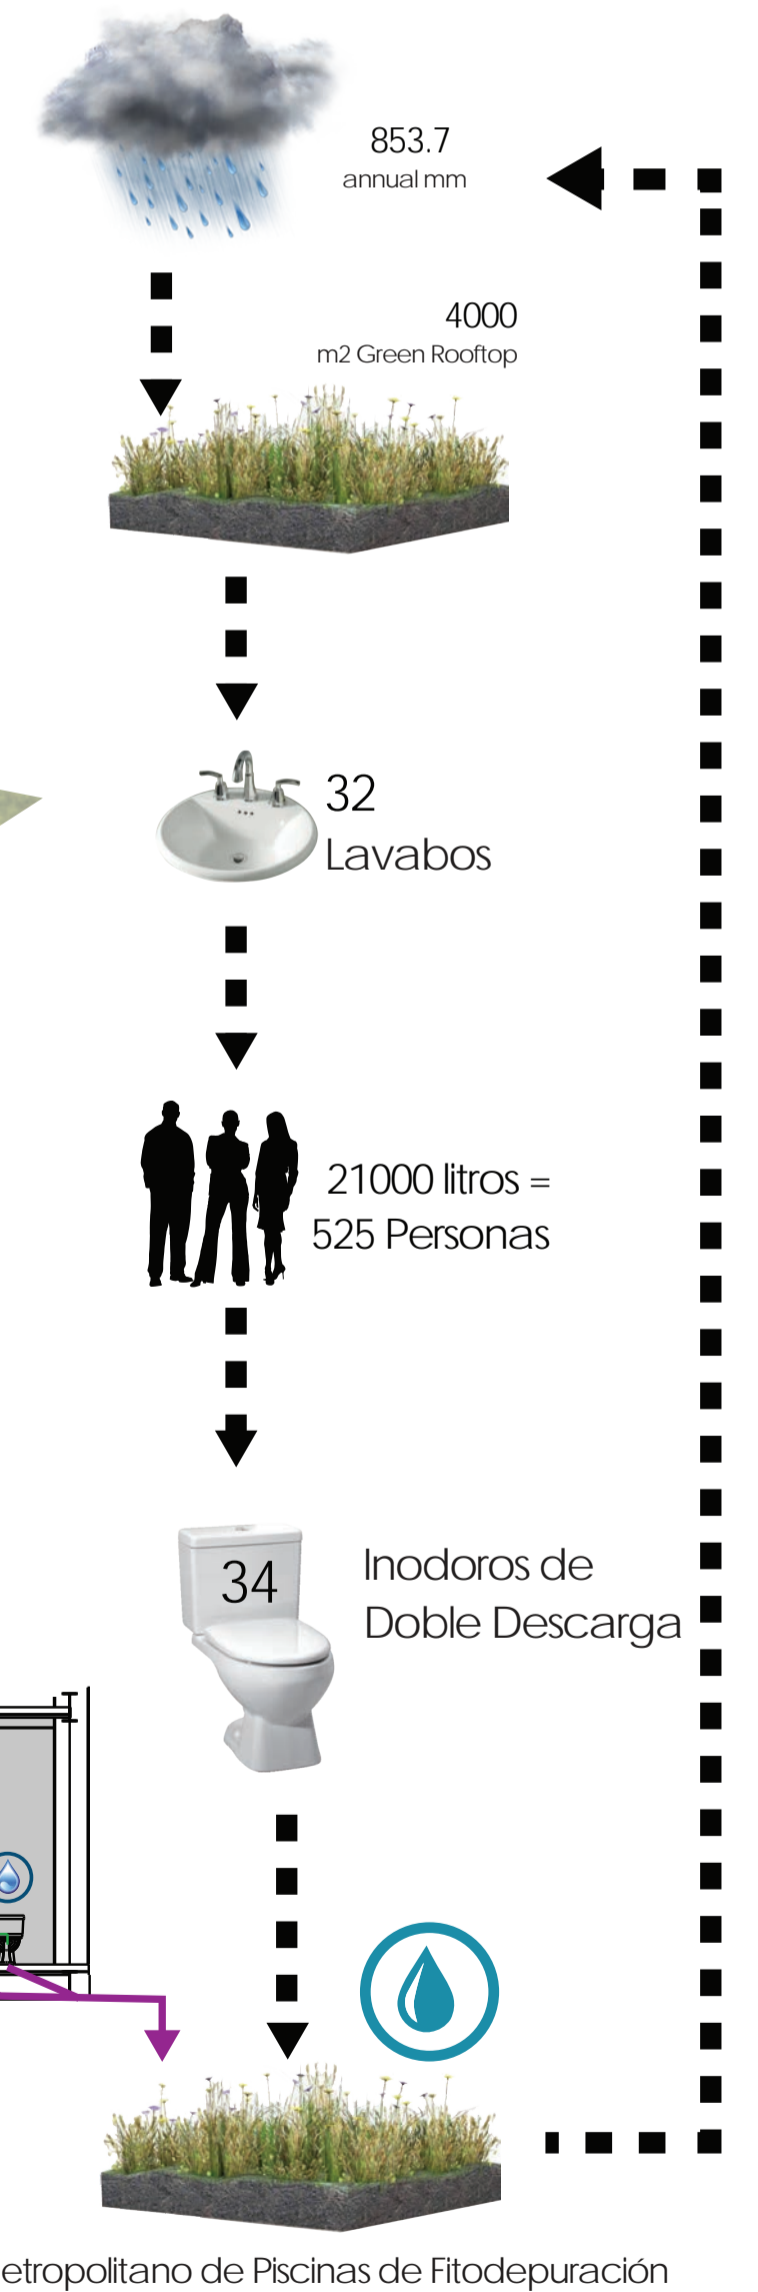 853.7
annual mm
4000
m2 Green Rooftop
32
Lavabos
21000 litros =
525 Personas
34
Inodoros de
Doble Descarga
etropolitano de Piscinas de Fitodepuración